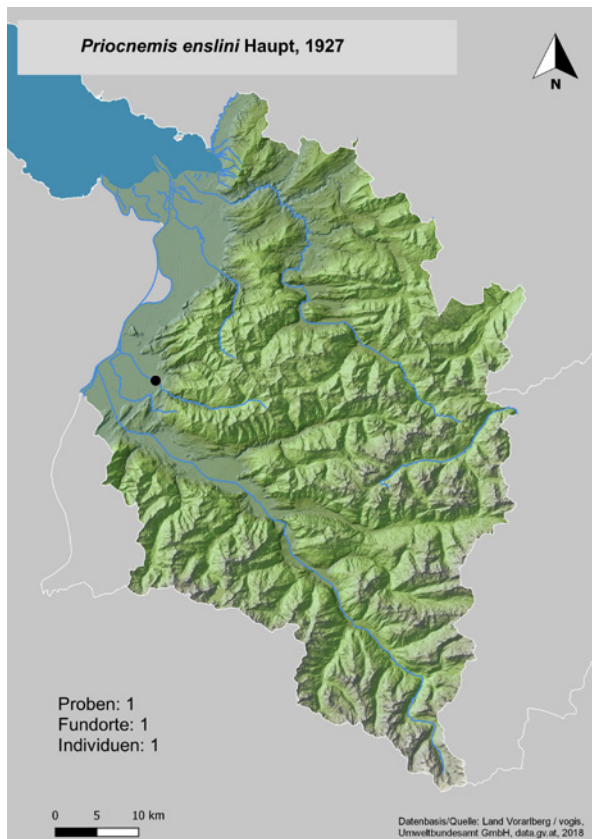 Priocnemis enslini Haupt, 1927
N
Proben: 1
Fundorte: 1
Individuen: 1
0 5 10 km
Datenbasis/Quelle: Land Vorarlberg / vogis,
Umweltbundesamt GmbH, data.gv.at, 2018